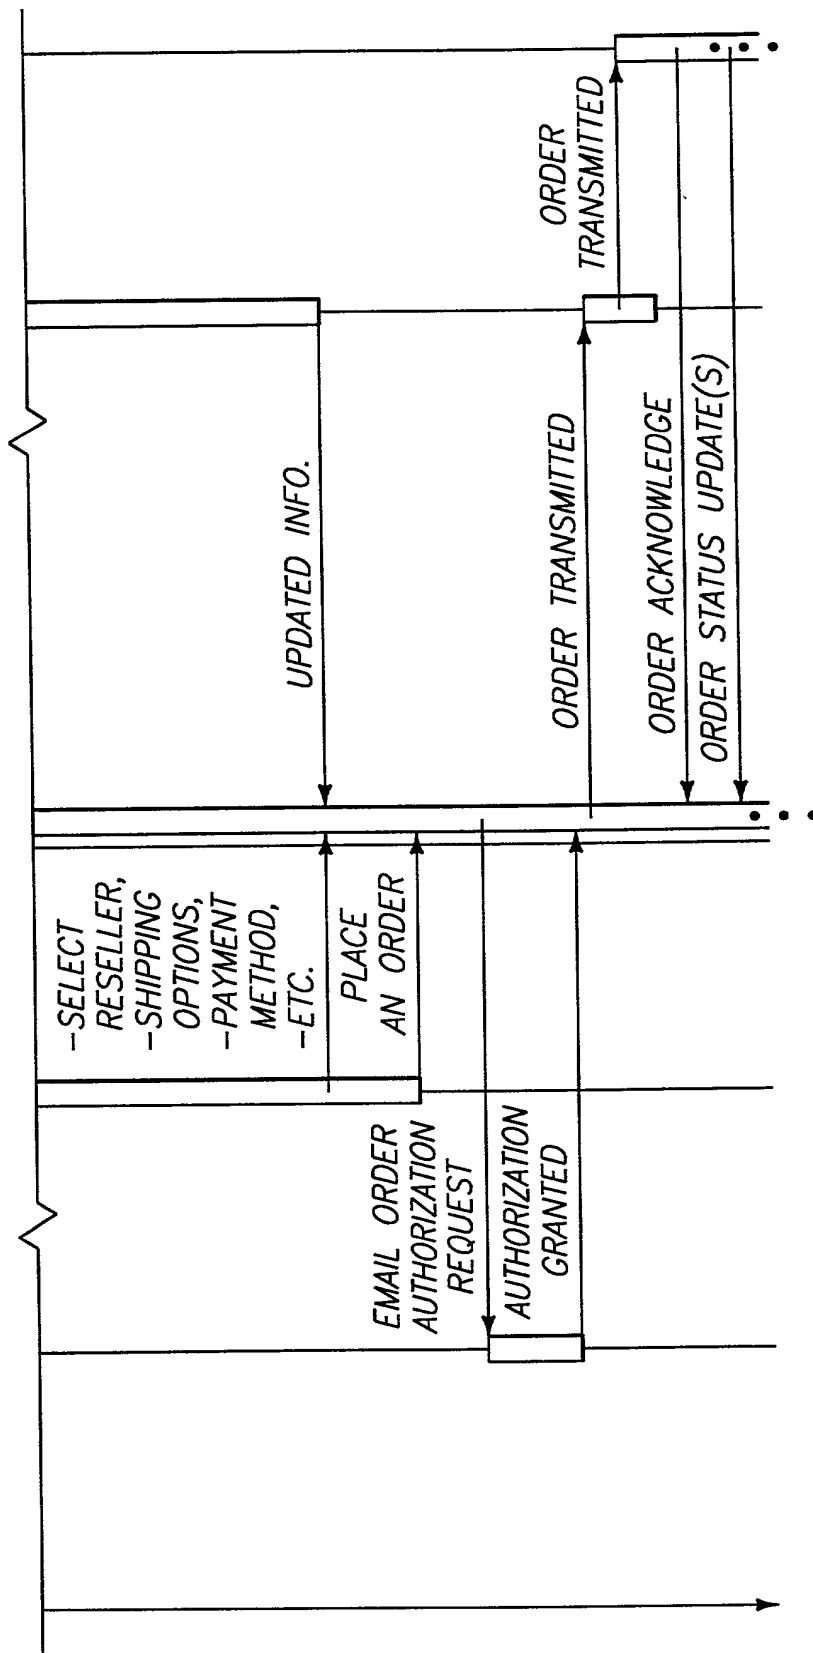 -SELECT
RESELLER,
-SHIPPING
OPTIONS,
-PAYMENT
METHOD,
-ETC.
UPDATED INFO.
PLACE
AN ORDER
EMAIL ORDER
AUTHORIZATION
REQUEST
AUTHORIZATION
GRANTED
ORDER TRANSMITTED
ORDER
TRANSMITTED
ORDER ACKNOWLEDGE
ORDER STATUS UPDATE(S)